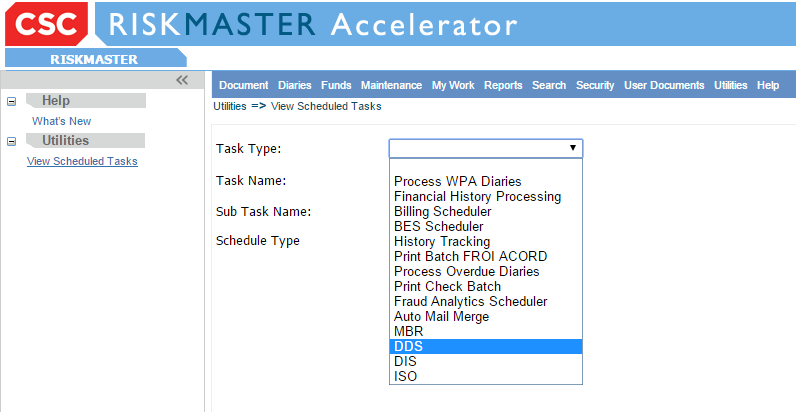 CSC RISKMASTER Accelerator
RISKMASTER
Document Diaries Funds Maintenance My Work Reports Search Security User Documents Utilities Help
Utilities => View Scheduled Tasks
Help
What's New
Utilities
View Scheduled Tasks
Task Type:
Task Name:
Sub Task Name:
Schedule Type
Process WPA Diaries
Financial History Processing
Billing Scheduler
BES Scheduler
History Tracking
Print Batch FROI ACORD
Process Overdue Diaries
Print Check Batch
Fraud Analytics Scheduler
Auto Mail Merge
MBR
DDS
DIS
ISO